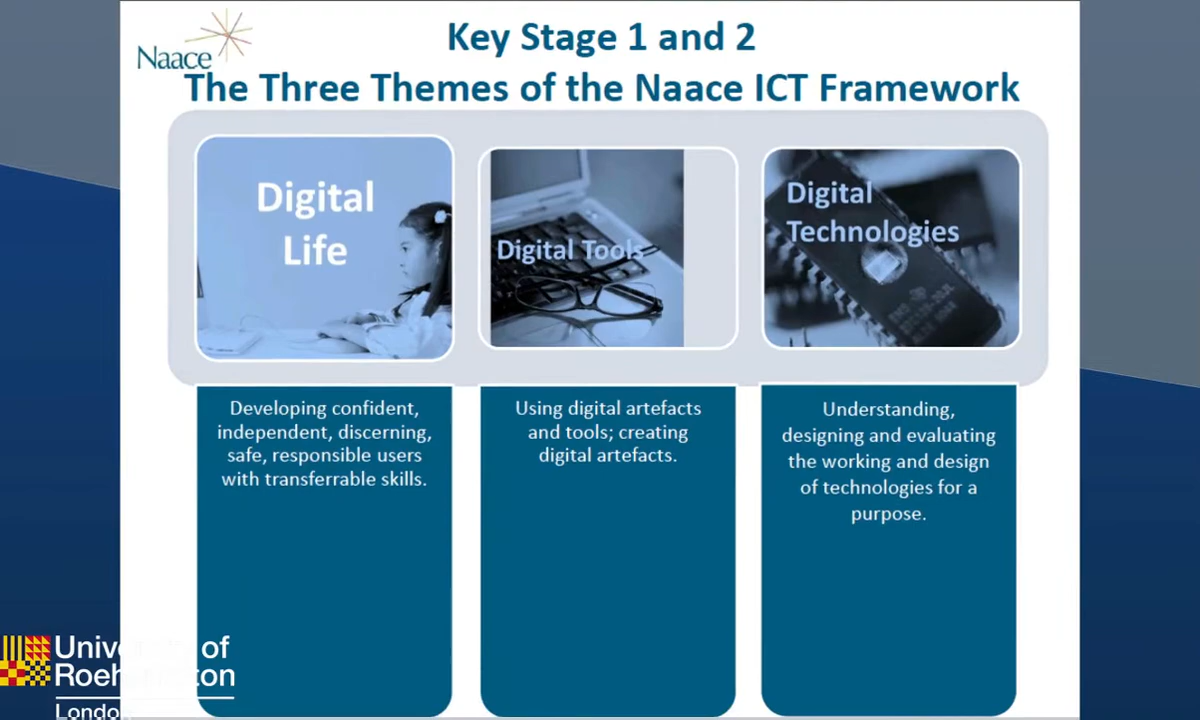 Naace
Key Stage 1 and 2
The Three Themes of the Naace ICT Framework
Digital
Life
Digital Tools
Digital
Technologies
Developing confident,
independent, discerning,
safe, responsible users
with transferrable skills.
Using digital artefacts
and tools; creating
digital artefacts.
Understanding,
designing and evaluating
the working and design
of technologies for a
purpose.
University of
Roehampton
London